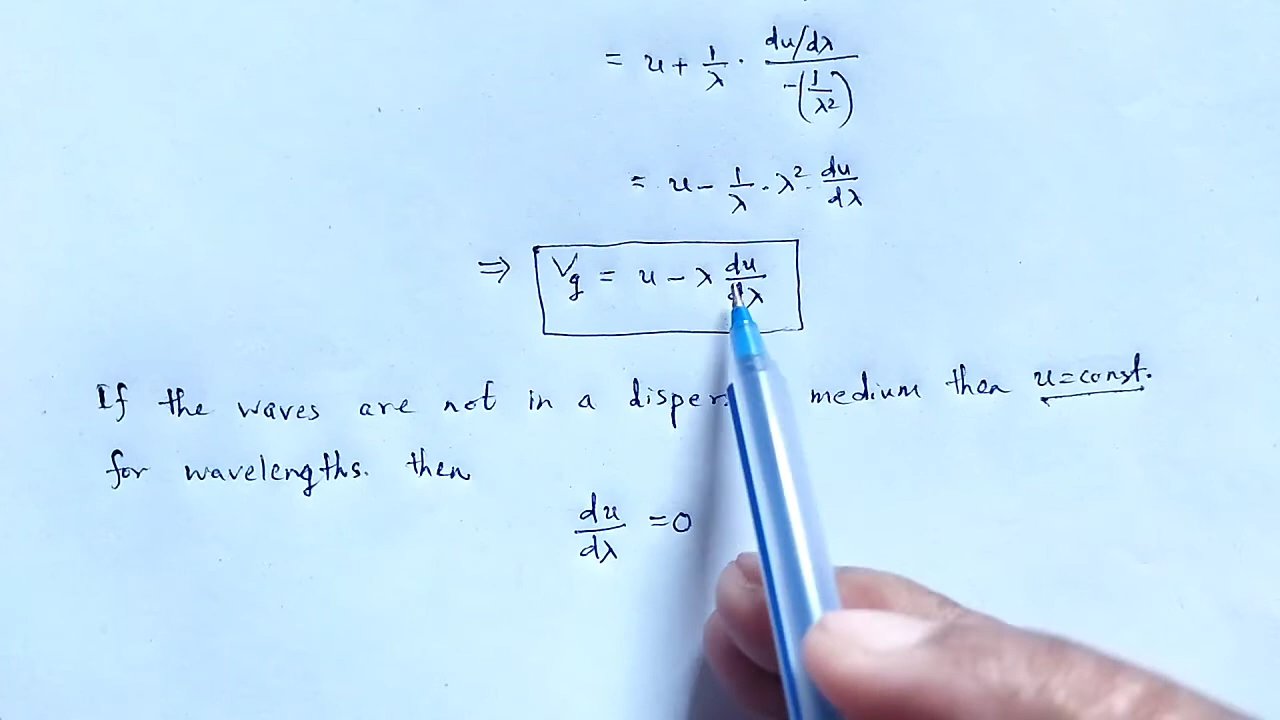 = u + 1/λ · (du/dλ)/(-(1/λ²))
= u - 1/λ · λ² · du/dλ
⇒ Vg = u - λ du/dλ
If the waves are not in a disper. medium then u=const.
for wavelengths. then
du/dλ = 0